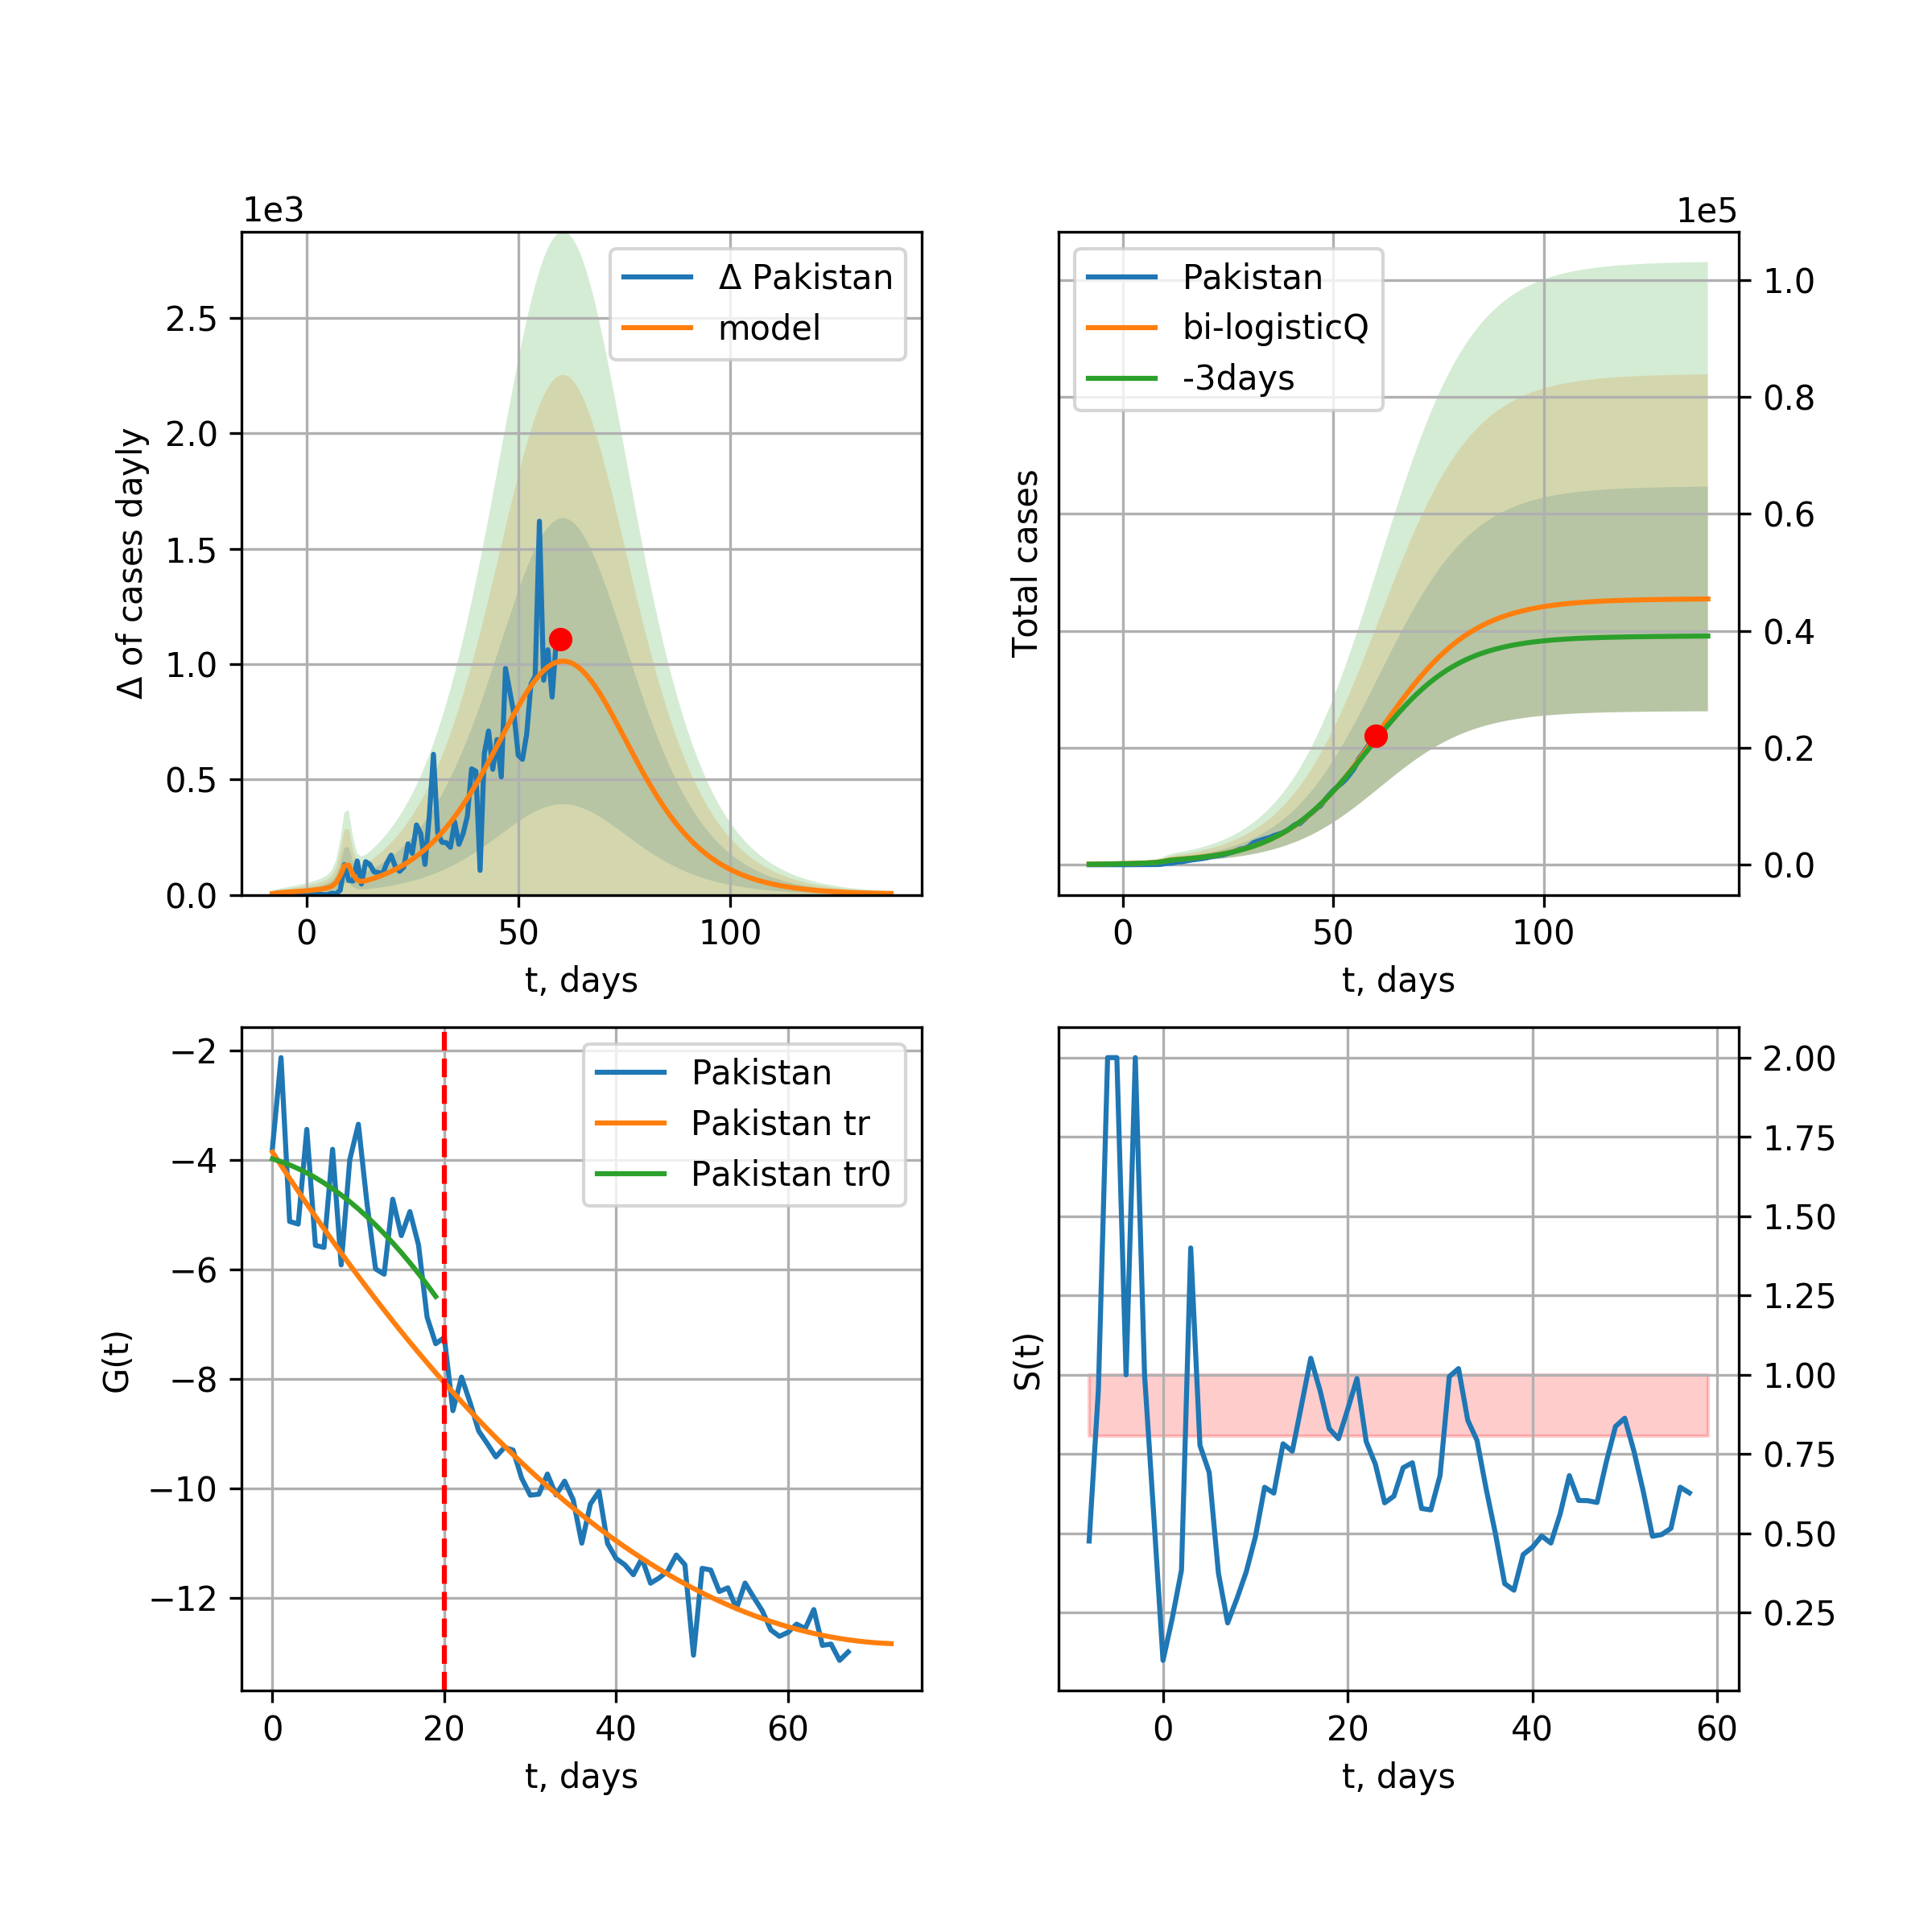 1e3
Δ of cases dayly
2.5
2.0
1.5
1.0
0.5
0.0
Δ Pakistan
model
0 50 100
t, days
1e5
Total cases
Pakistan
bi-logisticQ
-3days
1.0
0.8
0.6
0.4
0.2
0.0
0 50 100
t, days
G(t)
−2
−4
−6
−8
−10
−12
Pakistan
Pakistan tr
Pakistan tr0
0 20 40 60
t, days
S(t)
2.00
1.75
1.50
1.25
1.00
0.75
0.50
0.25
0 20 40 60
t, days